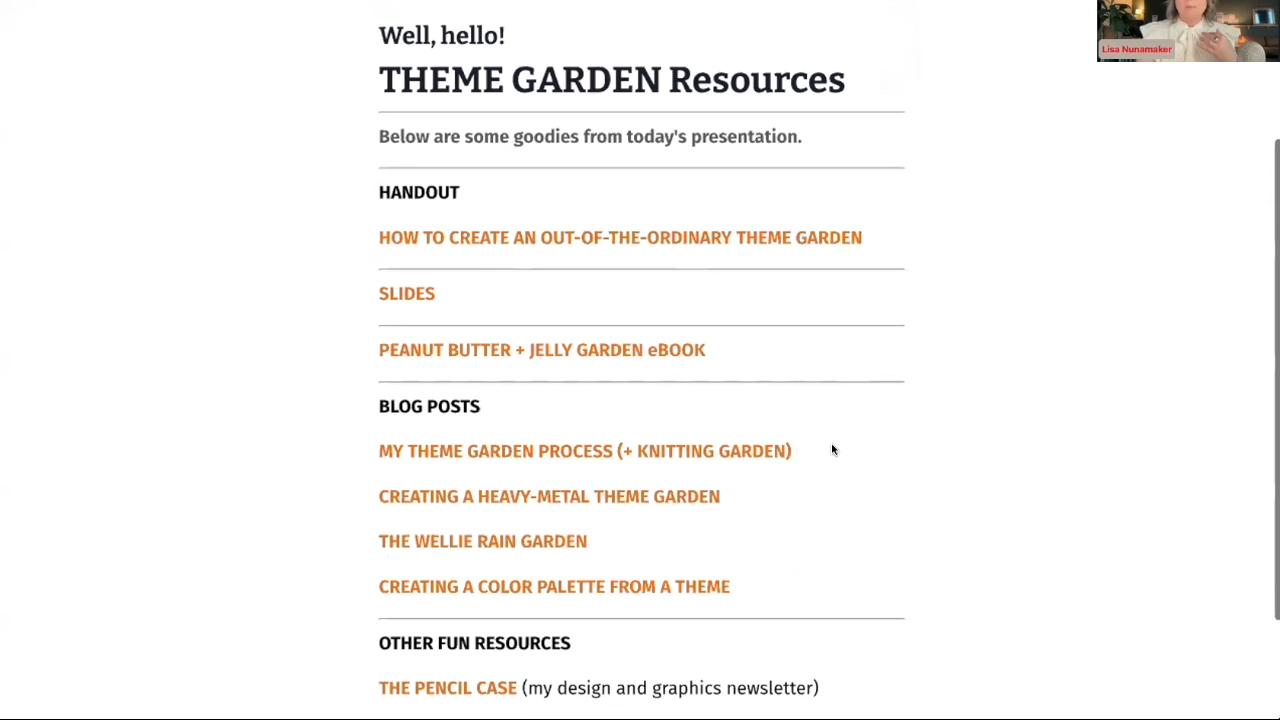 Well, hello!
THEME GARDEN Resources
Lisa Nunamaker
Below are some goodies from today's presentation.
HANDOUT
HOW TO CREATE AN OUT-OF-THE-ORDINARY THEME GARDEN
SLIDES
PEANUT BUTTER + JELLY GARDEN eBOOK
BLOG POSTS
MY THEME GARDEN PROCESS (+ KNITTING GARDEN)
CREATING A HEAVY-METAL THEME GARDEN
THE WELLIE RAIN GARDEN
CREATING A COLOR PALETTE FROM A THEME
OTHER FUN RESOURCES
THE PENCIL CASE (my design and graphics newsletter)